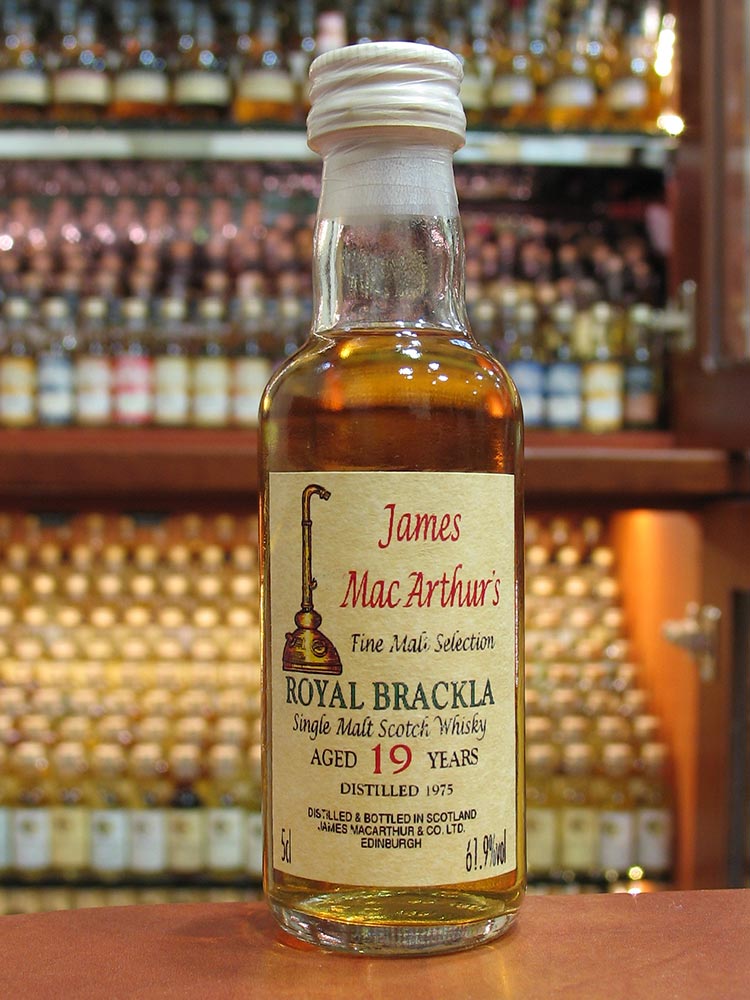 James
Mac Arthur's
Fine Malt Selection
ROYAL BRACKLA
Single Malt Scotch Whisky
AGED 19 YEARS
DISTILLED 1975
DISTILLED & BOTTLED IN SCOTLAND
JAMES MACARTHUR & CO. LTD.
EDINBURGH
5cl 61.9%vol